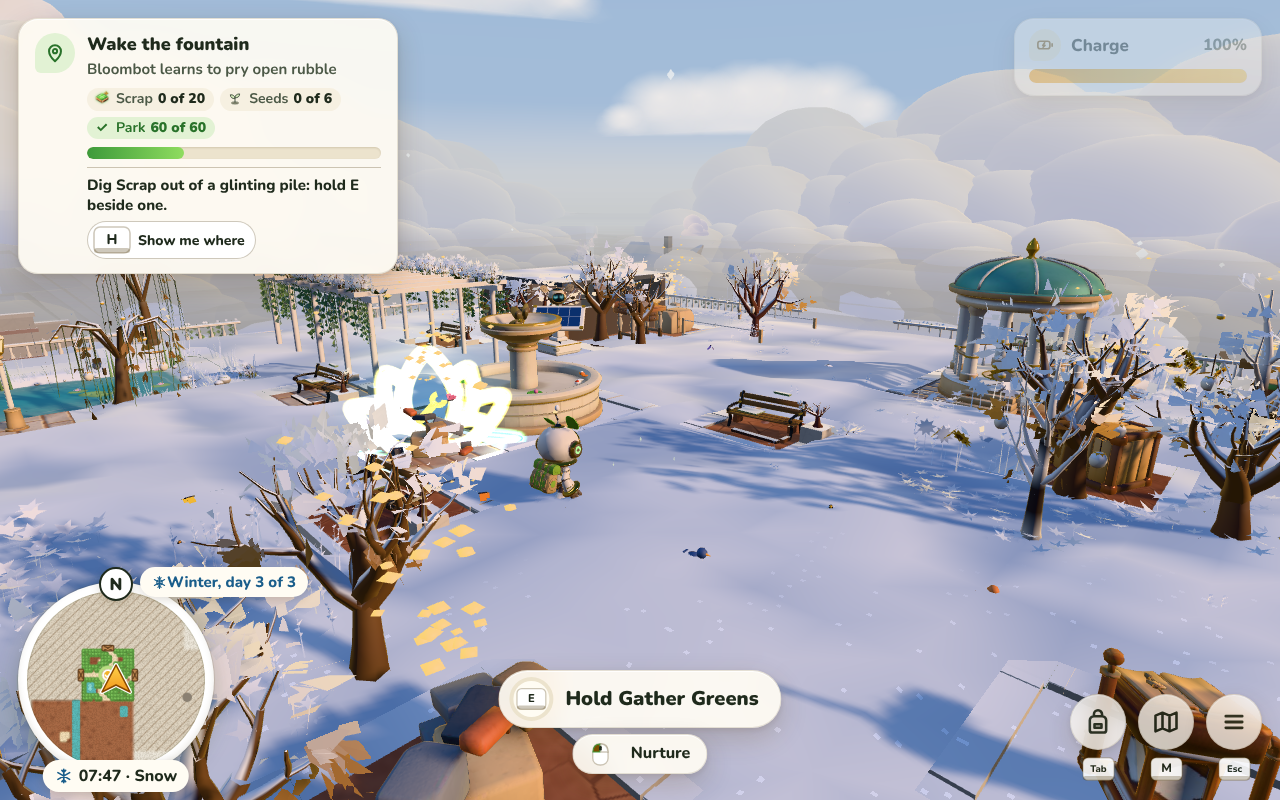 Wake the fountain
Bloombot learns to pry open rubble
Scrap 0 of 20 Seeds 0 of 6
Park 60 of 60
Dig Scrap out of a glinting pile: hold E
beside one.
H Show me where
Charge 100%
N
Winter, day 3 of 3
07:47 · Snow
E Hold Gather Greens
Nurture
Tab M Esc